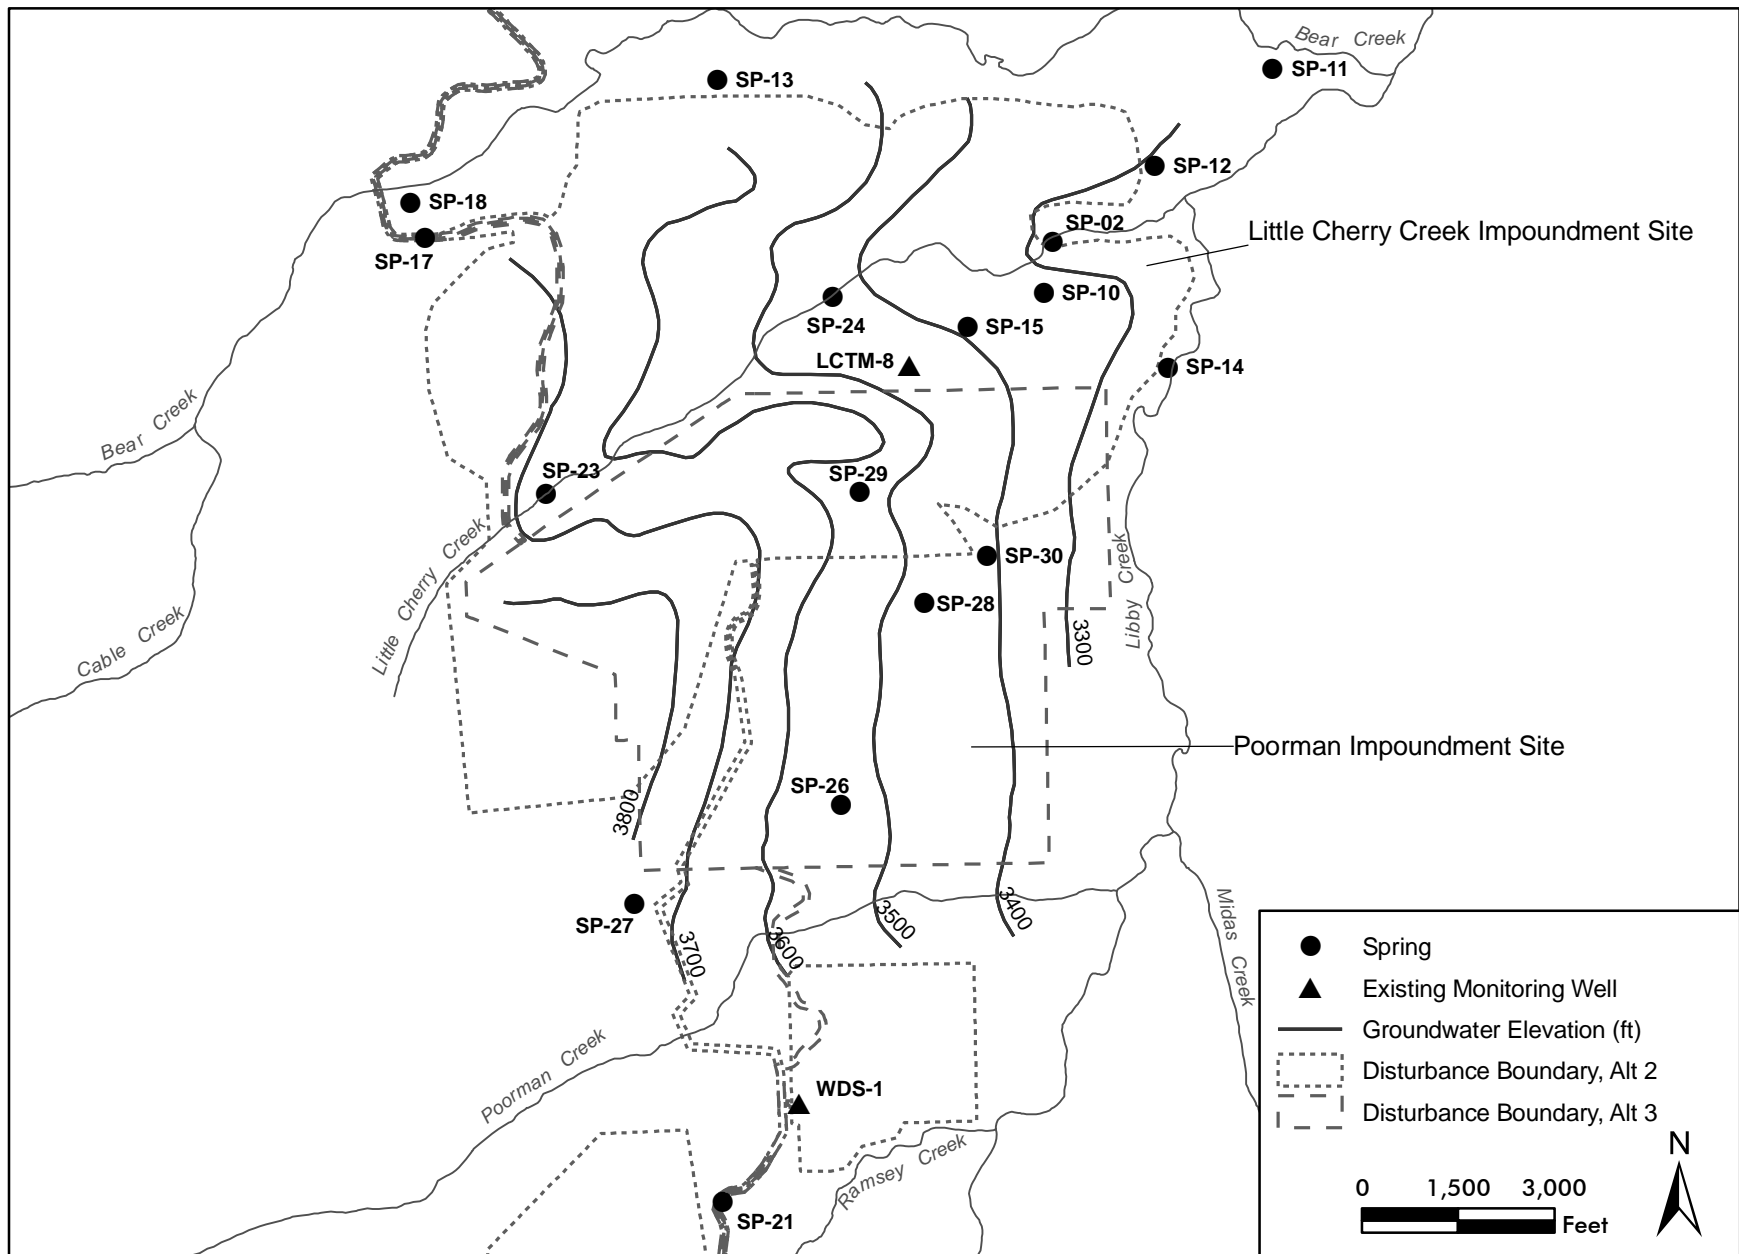 Bear Creek
SP-11
SP-13
SP-12
SP-18
SP-02
Little Cherry Creek Impoundment Site
SP-17
SP-10
SP-24
SP-15
LCTM-8
SP-14
Bear Creek
SP-23
SP-29
Little Cherry Creek
SP-30
Libby Creek
SP-28
Cable Creek
3300
Poorman Impoundment Site
SP-26
3800
SP-27
3700
3600
3500
3400
Midas Creek
Poorman Creek
WDS-1
Ramsey Creek
SP-21
Spring
Existing Monitoring Well
Groundwater Elevation (ft)
Disturbance Boundary, Alt 2
Disturbance Boundary, Alt 3
N
0 1,500 3,000
Feet